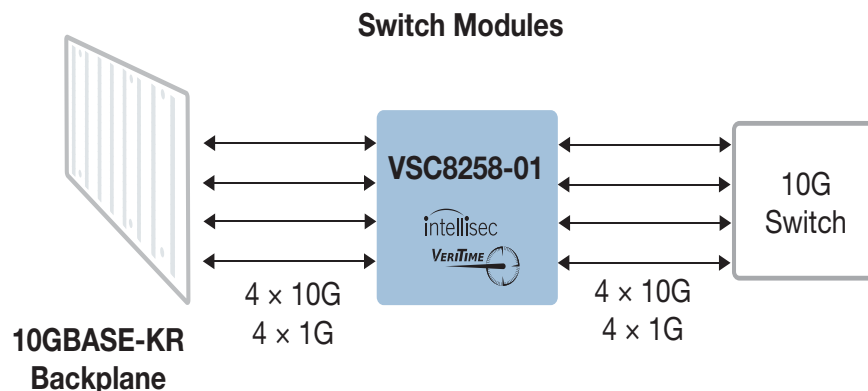 Switch Modules
VSC8258-01
intellisec
VERITIME
10G
Switch
4 × 10G
4 × 1G
4 × 10G
4 × 1G
10GBASE-KR
Backplane